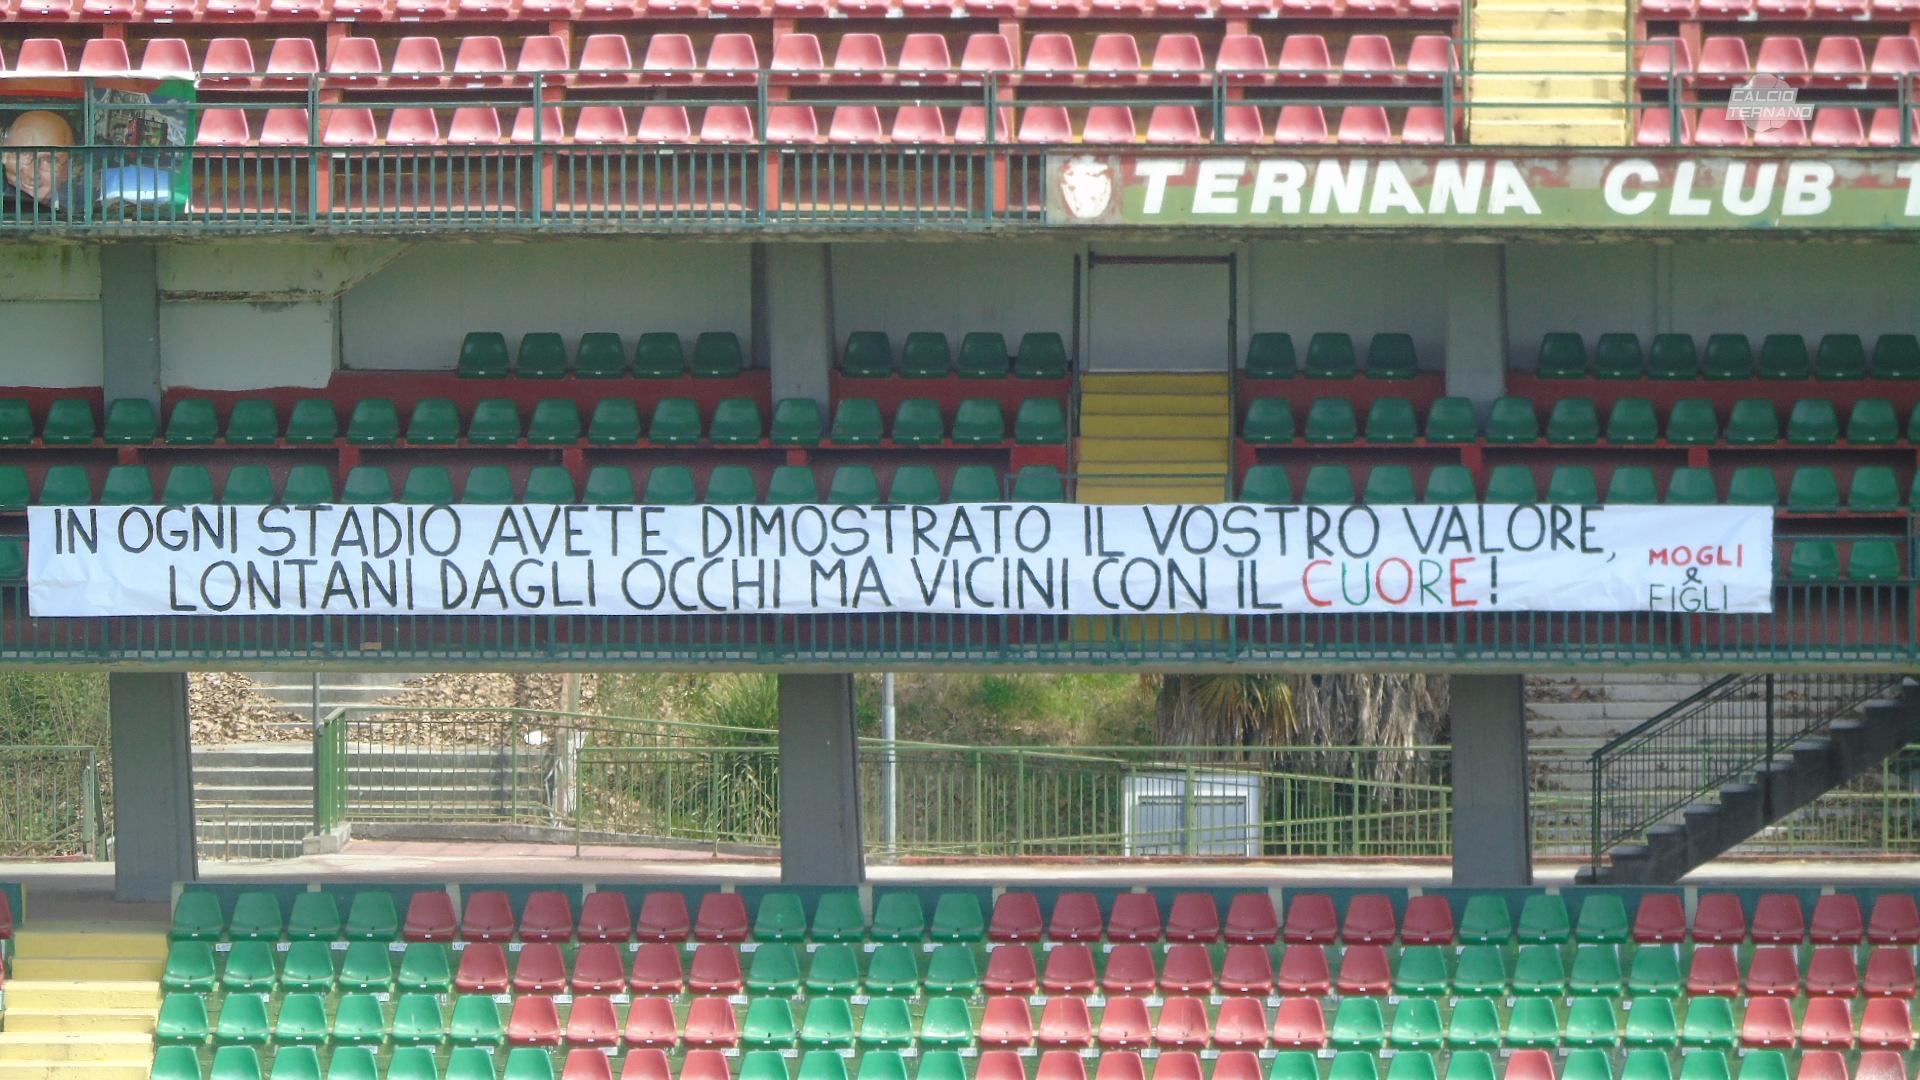 CALCIO
TERNANO
TERNANA CLUB
IN OGNI STADIO AVETE DIMOSTRATO IL VOSTRO VALORE,
LONTANI DAGLI OCCHI MA VICINI CON IL CUORE!
MOGLI
&
FIGLI